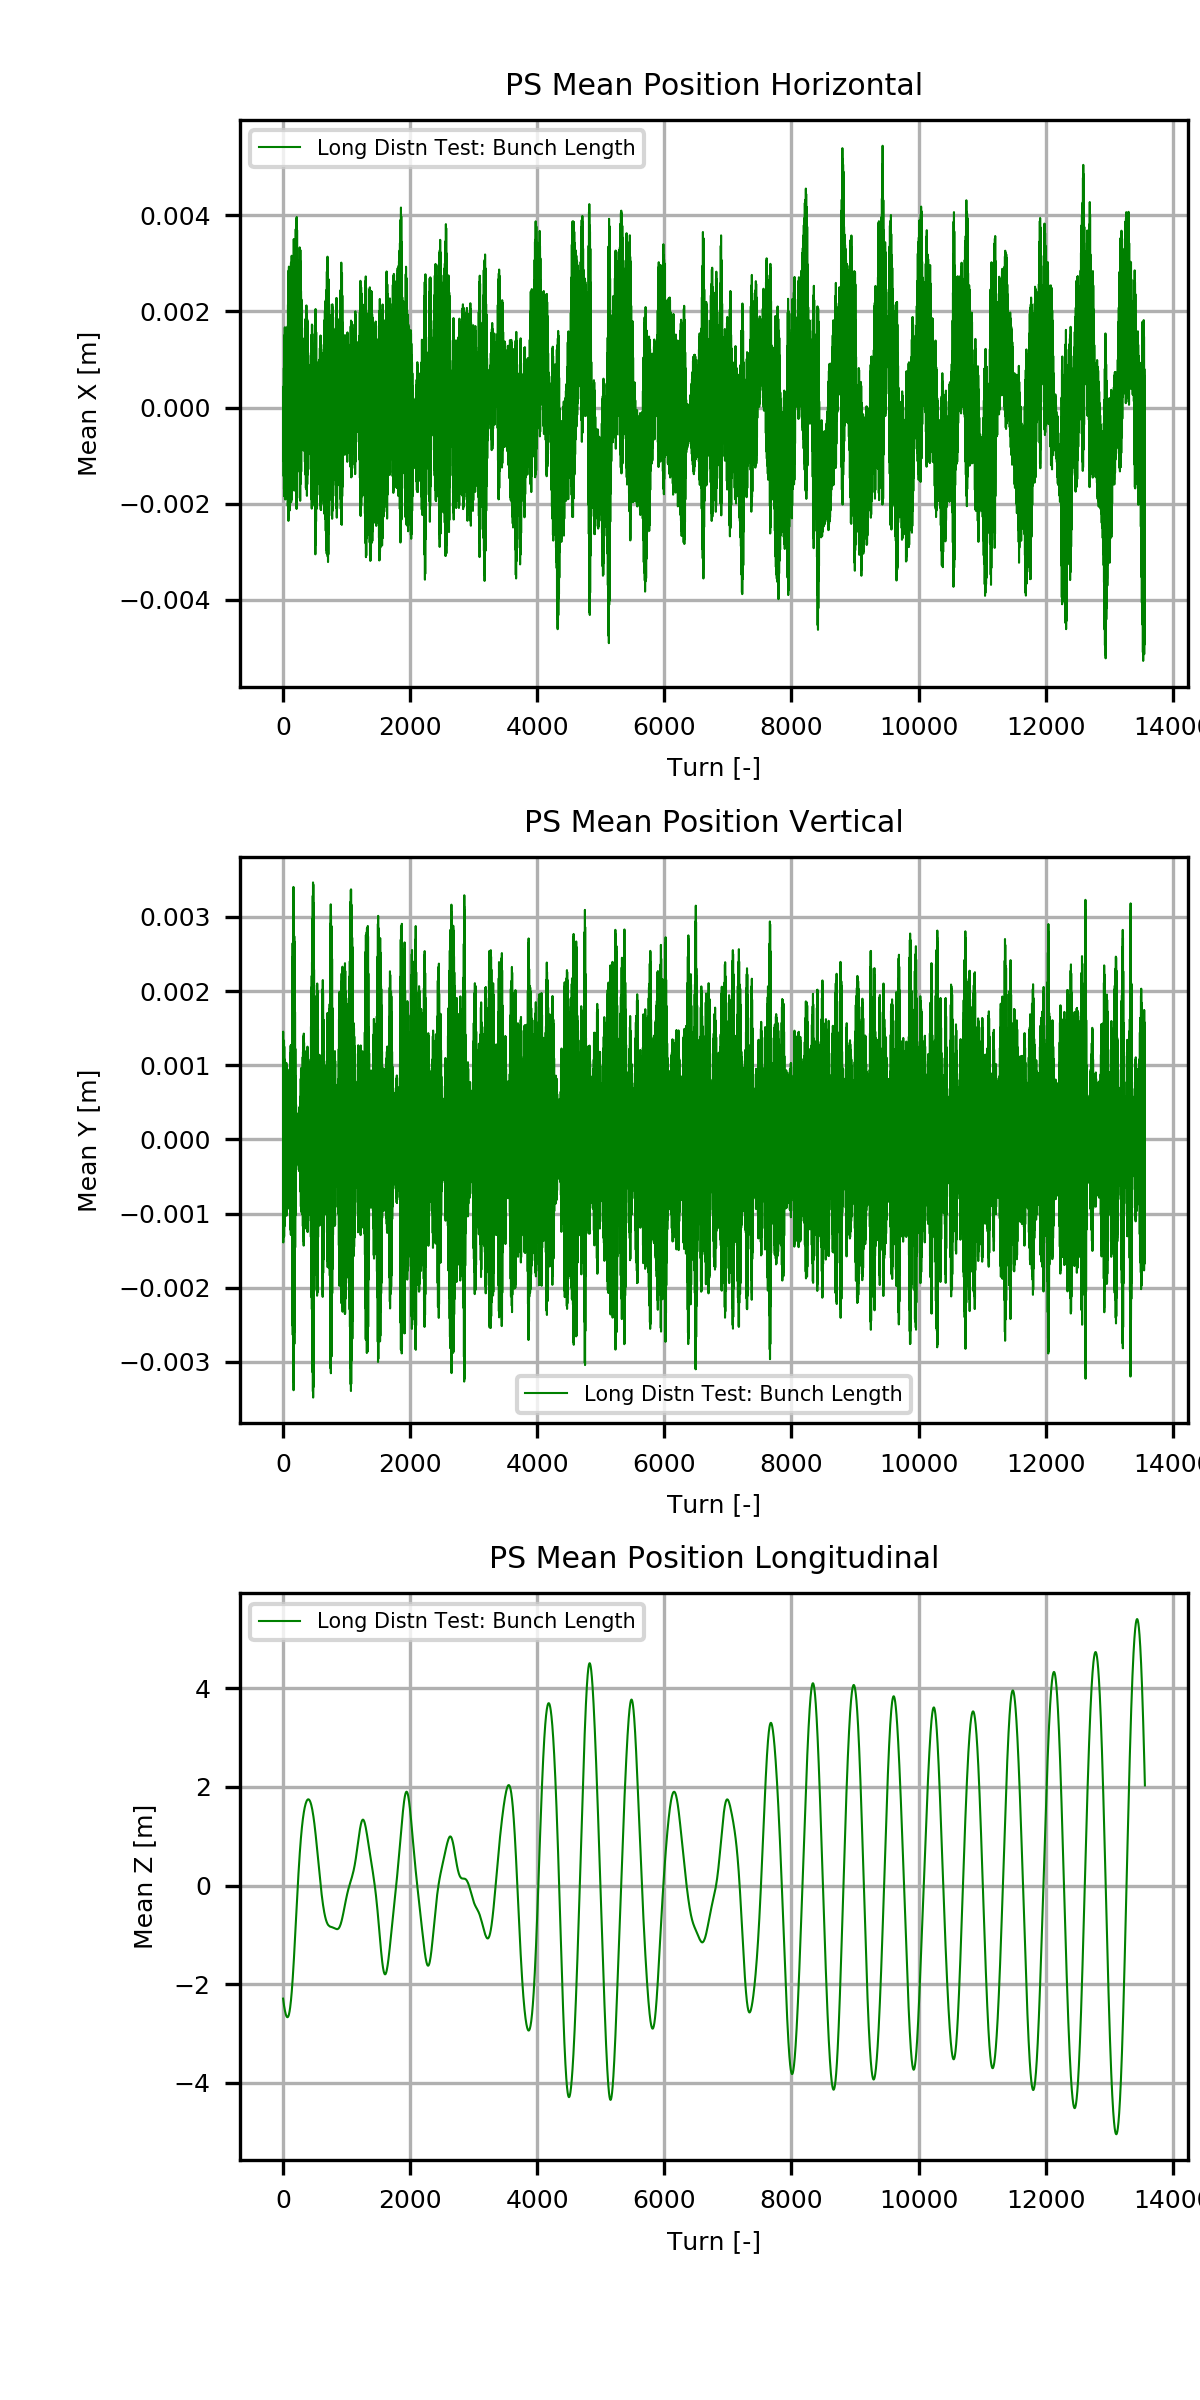 PS Mean Position Horizontal
Long Distn Test: Bunch Length
0.004
0.002
0.000
−0.002
−0.004
Mean X [m]
0 2000 4000 6000 8000 10000 12000 1400
Turn [-]
PS Mean Position Vertical
0.003
0.002
0.001
0.000
−0.001
−0.002
−0.003
Mean Y [m]
Long Distn Test: Bunch Length
0 2000 4000 6000 8000 10000 12000 1400
Turn [-]
PS Mean Position Longitudinal
Long Distn Test: Bunch Length
4
2
0
−2
−4
Mean Z [m]
0 2000 4000 6000 8000 10000 12000 1400
Turn [-]